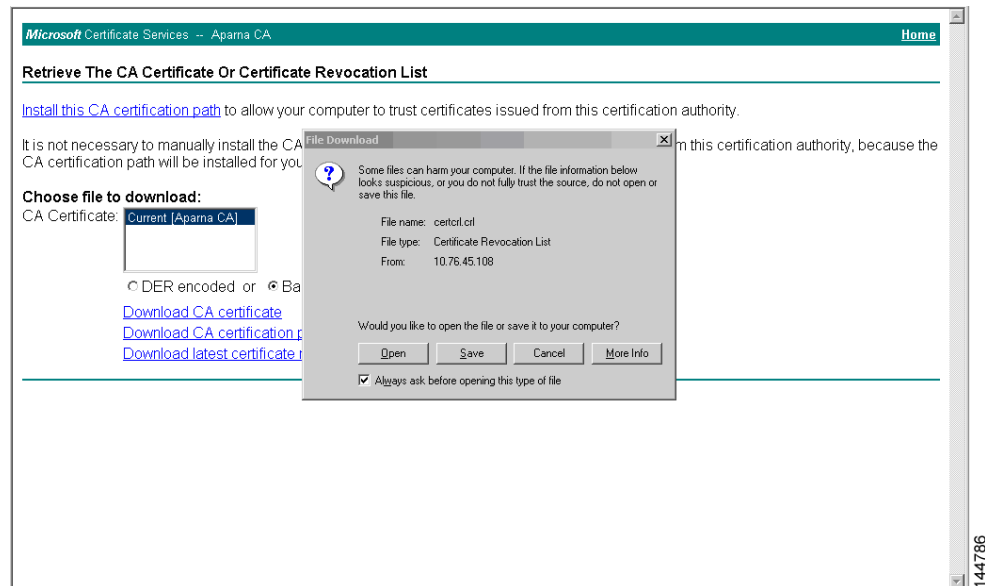 Microsoft Certificate Services -- Aparna CA Home
Retrieve The CA Certificate Or Certificate Revocation List
Install this CA certification path to allow your computer to trust certificates issued from this certification authority.
It is not necessary to manually install the CA m this certification authority, because the
CA certification path will be installed for you
Choose file to download:
CA Certificate: Current [Aparna CA]
DER encoded or Ba
Download CA certificate
Download CA certification p
Download latest certificate r
File Download
Some files can harm your computer. If the file information below
looks suspicious, or you do not fully trust the source, do not open or
save this file.
File name: certcrl.crl
File type: Certificate Revocation List
From: 10.76.45.108
Would you like to open the file or save it to your computer?
Open Save Cancel More Info
Always ask before opening this type of file
144786